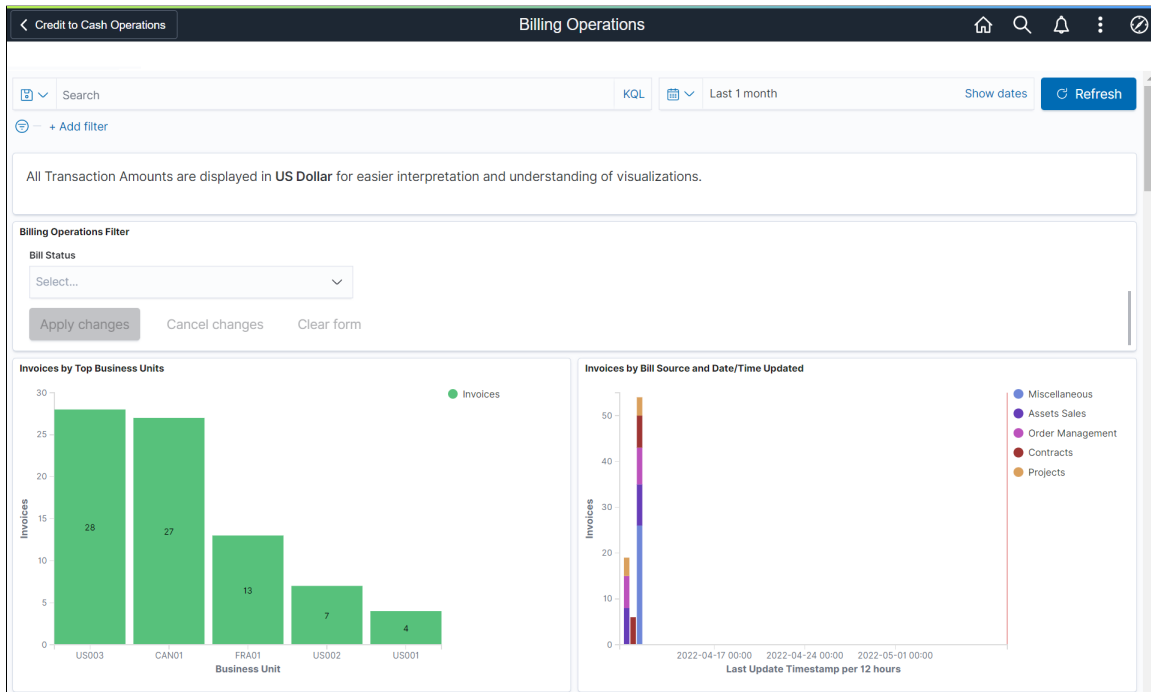 Credit to Cash Operations
Billing Operations
Search
KQL
Last 1 month
Show dates
Refresh
+ Add filter
All Transaction Amounts are displayed in US Dollar for easier interpretation and understanding of visualizations.
Billing Operations Filter
Bill Status
Select...
Apply changes
Cancel changes
Clear form
Invoices by Top Business Units
30
25
20
15
10
5
0
Invoices
28
27
13
7
4
US003
CAN01
FRA01
US002
US001
Business Unit
Invoices
Invoices by Bill Source and Date/Time Updated
50
40
30
20
10
0
Invoices
2022-04-17 00:00
2022-04-24 00:00
2022-05-01 00:00
Last Update Timestamp per 12 hours
Miscellaneous
Assets Sales
Order Management
Contracts
Projects